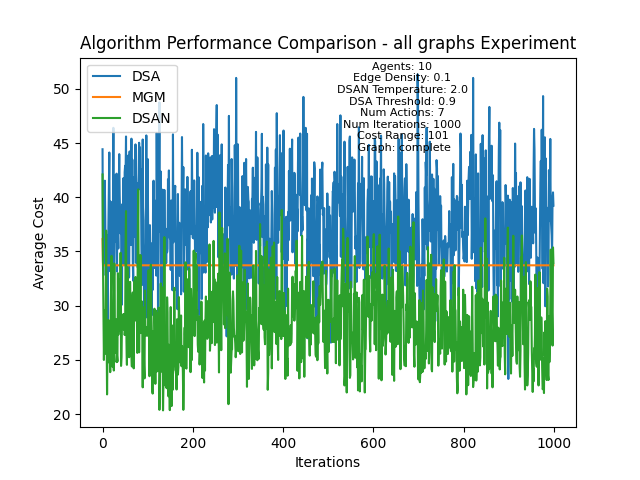 Algorithm Performance Comparison - all graphs Experiment
DSA
MGM
DSAN
Agents: 10
Edge Density: 0.1
DSAN Temperature: 2.0
DSA Threshold: 0.9
Num Actions: 7
Num Iterations: 1000
Cost Range: 101
Graph: complete
Average Cost
50
45
40
35
30
25
20
0
200
400
600
800
1000
Iterations